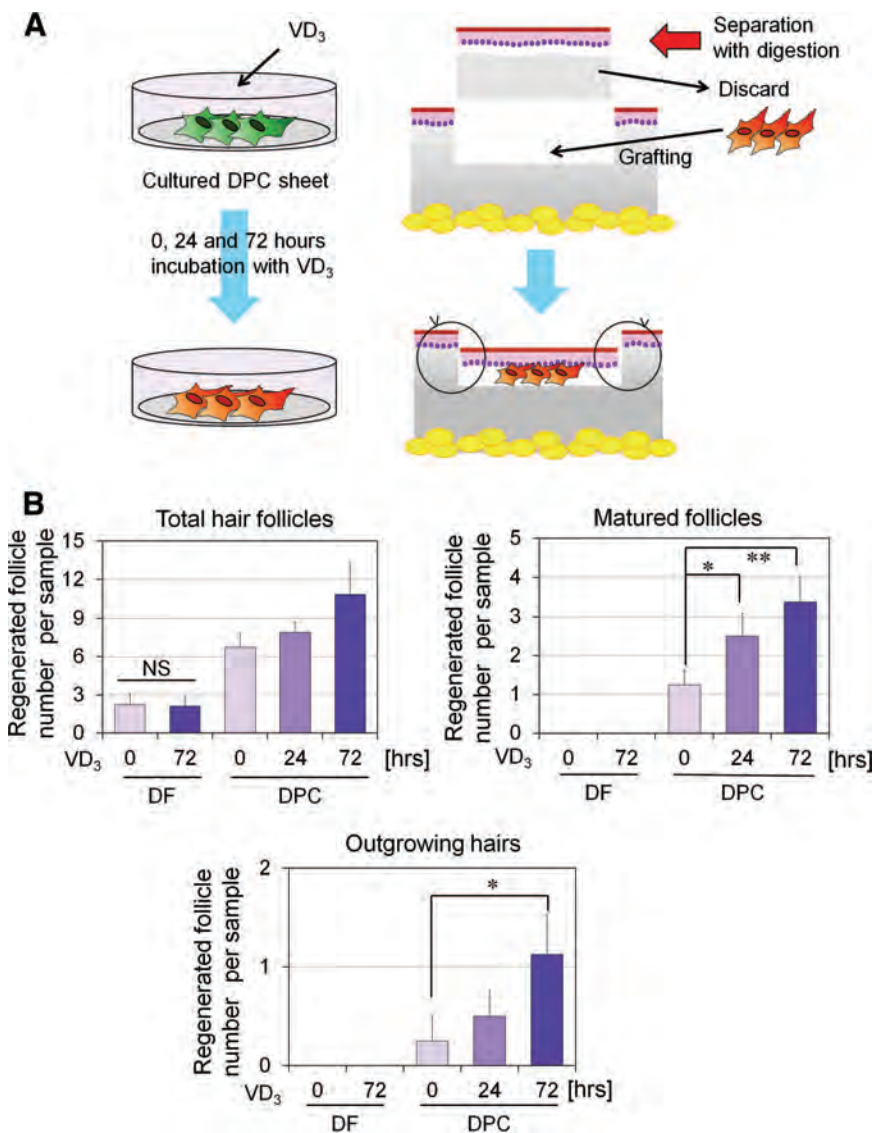 A
VD₃
Cultured DPC sheet
0, 24 and 72 hours
incubation with VD₃
Separation
with digestion
Discard
Grafting
B
Total hair follicles
Regenerated follicle
number per sample
15
12
9
6
3
0
NS
VD₃ 0 72 0 24 72 [hrs]
DF DPC
Matured follicles
Regenerated follicle
number per sample
5
4
3
2
1
0
*
**
VD₃ 0 72 0 24 72 [hrs]
DF DPC
Outgrowing hairs
Regenerated follicle
number per sample
2
1
0
*
VD₃ 0 72 0 24 72 [hrs]
DF DPC